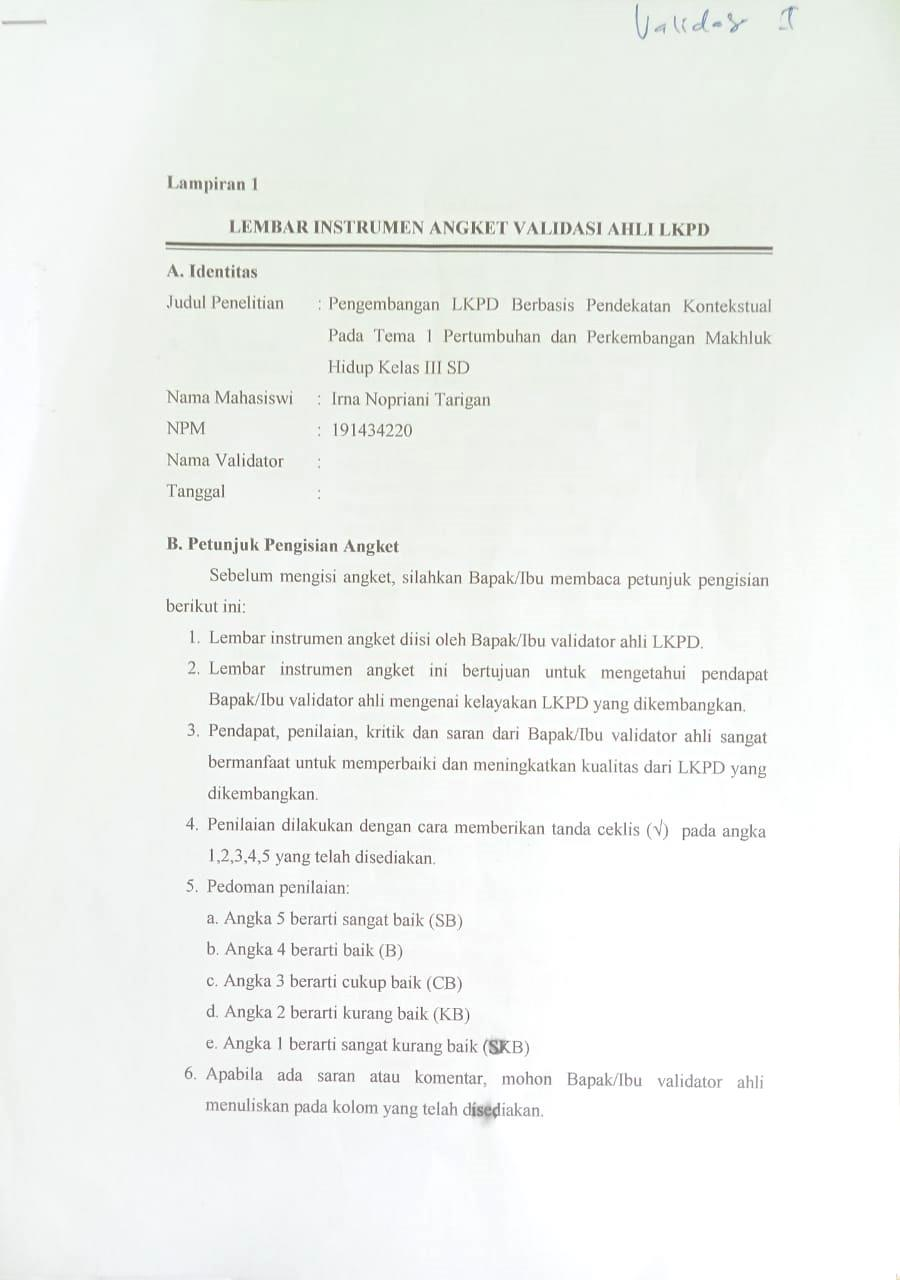 Validas I
Lampiran 1
LEMBAR INSTRUMEN ANGKET VALIDASI AHLI LKPD
A. Identitas
Judul Penelitian : Pengembangan LKPD Berbasis Pendekatan Kontekstual
Pada Tema 1 Pertumbuhan dan Perkembangan Makhluk
Hidup Kelas III SD
Nama Mahasiswi : Irna Nopriani Tarigan
NPM : 191434220
Nama Validator :
Tanggal :
B. Petunjuk Pengisian Angket
Sebelum mengisi angket, silahkan Bapak/Ibu membaca petunjuk pengisian
berikut ini:
1. Lembar instrumen angket diisi oleh Bapak/Ibu validator ahli LKPD.
2. Lembar instrumen angket ini bertujuan untuk mengetahui pendapat
Bapak/Ibu validator ahli mengenai kelayakan LKPD yang dikembangkan.
3. Pendapat, penilaian, kritik dan saran dari Bapak/Ibu validator ahli sangat
bermanfaat untuk memperbaiki dan meningkatkan kualitas dari LKPD yang
dikembangkan.
4. Penilaian dilakukan dengan cara memberikan tanda ceklis (√) pada angka
1,2,3,4,5 yang telah disediakan.
5. Pedoman penilaian:
a. Angka 5 berarti sangat baik (SB)
b. Angka 4 berarti baik (B)
c. Angka 3 berarti cukup baik (CB)
d. Angka 2 berarti kurang baik (KB)
e. Angka 1 berarti sangat kurang baik (SKB)
6. Apabila ada saran atau komentar, mohon Bapak/Ibu validator ahli
menuliskan pada kolom yang telah disediakan.